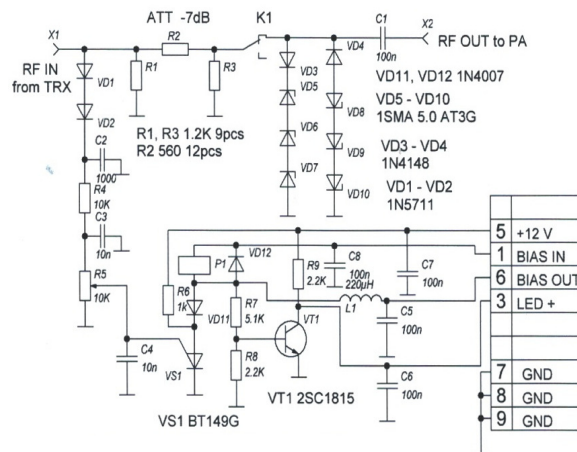 ATT -7dB
X1
R2
K1
C1
X2
100n
RF OUT to PA
RF IN
from TRX
VD1
R1
R3
VD3
VD4
VD11, VD12 1N4007
VD5
VD2
R1, R3 1.2K 9pcs
R2 560 12pcs
VD6
VD8
VD5 - VD10
1SMA 5.0 AT3G
C2
1000
VD7
VD9
VD3 - VD4
1N4148
R4
10K
VD10
VD1 - VD2
1N5711
C3
10n
5 +12 V
P1
VD12
R9
2.2K
C8
100n
C7
100n
1 BIAS IN
R5
10K
220µH
L1
6 BIAS OUT
R6
1k
VD11
R7
5.1K
VT1
C5
100n
3 LED +
C4
10n
VS1
R8
2.2K
C6
100n
7 GND
VT1 2SC1815
8 GND
VS1 BT149G
9 GND